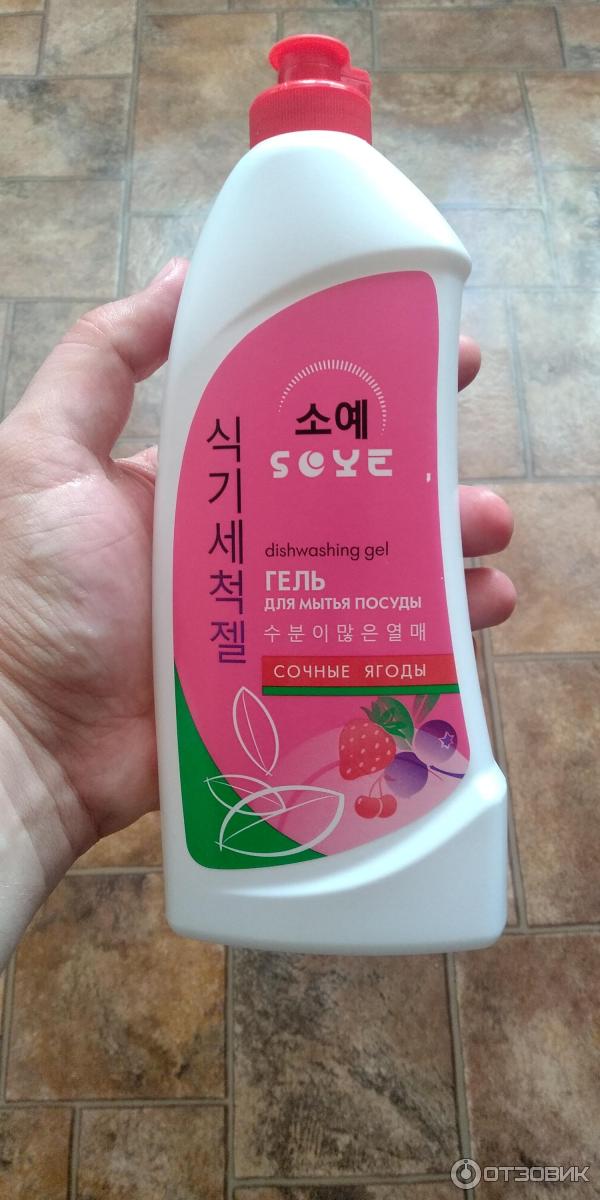 소예
SOYE
식기세척젤
dishwashing gel
ГЕЛЬ
ДЛЯ МЫТЬЯ ПОСУДЫ
수분이많은열매
СОЧНЫЕ ЯГОДЫ
ОТЗОВИК